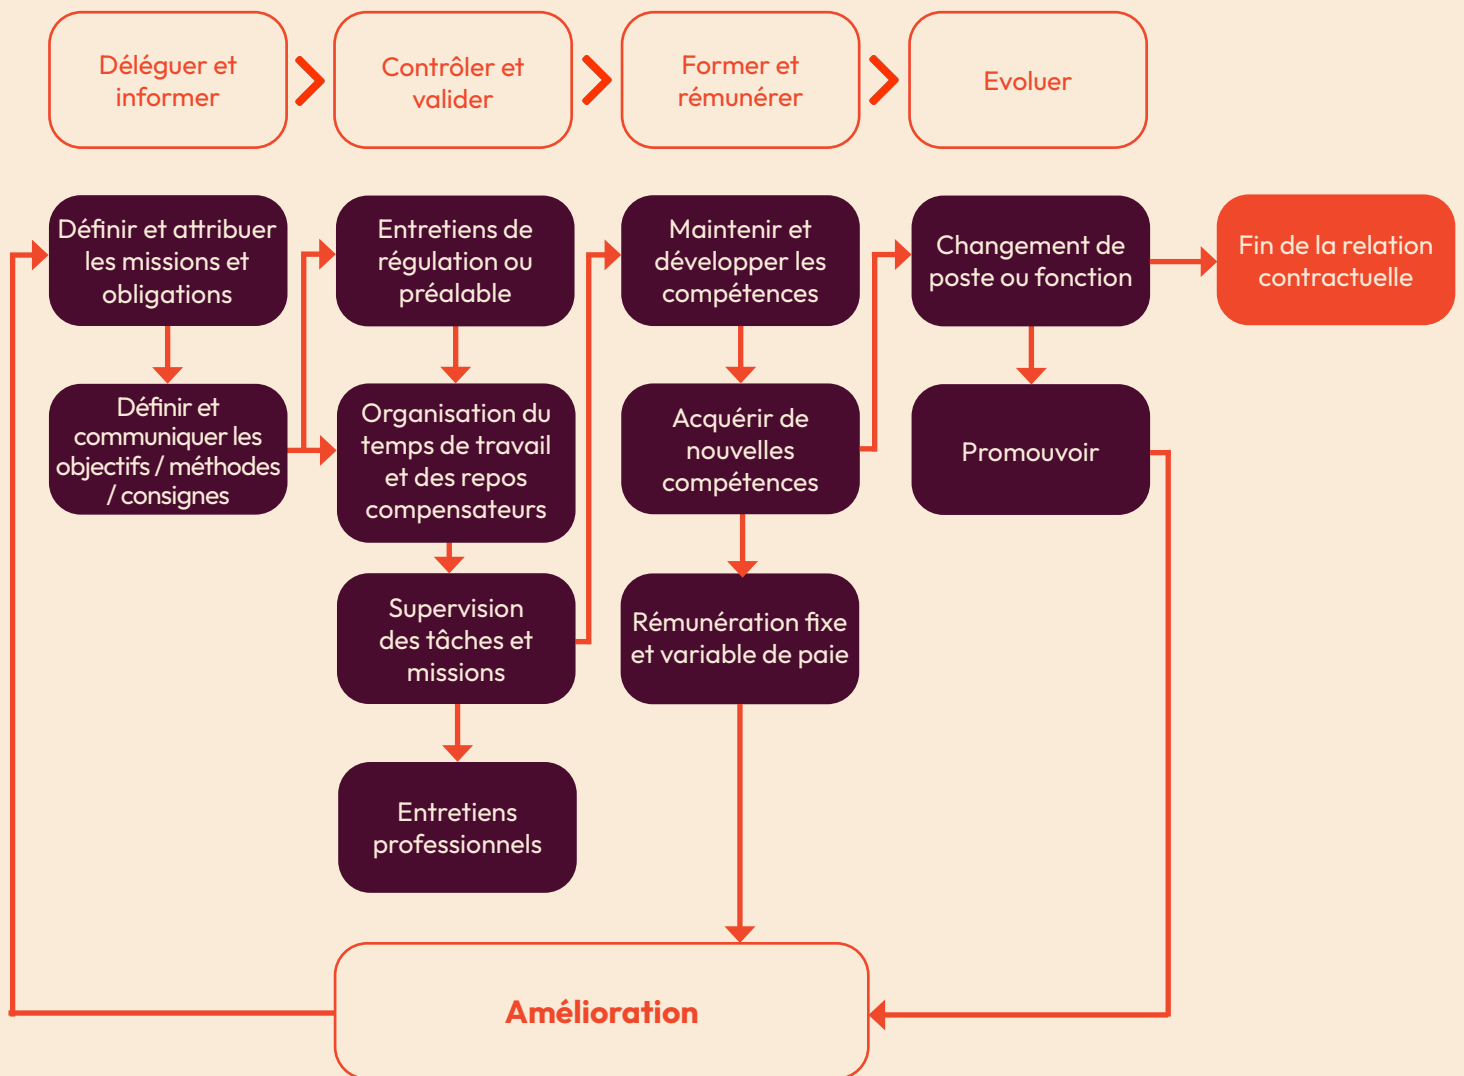 Déléguer et
informer
Contrôler et
valider
Former et
rémunérer
Evoluer
Définir et attribuer
les missions et
obligations
Entretiens de
régulation ou
préalable
Maintenir et
développer les
compétences
Changement de
poste ou fonction
Fin de la relation
contractuelle
Définir et
communiquer les
objectifs / méthodes
/ consignes
Organisation du
temps de travail
et des repos
compensateurs
Acquérir de
nouvelles
compétences
Promouvoir
Supervision
des tâches et
missions
Rémunération fixe
et variable de paie
Entretiens
professionnels
Amélioration